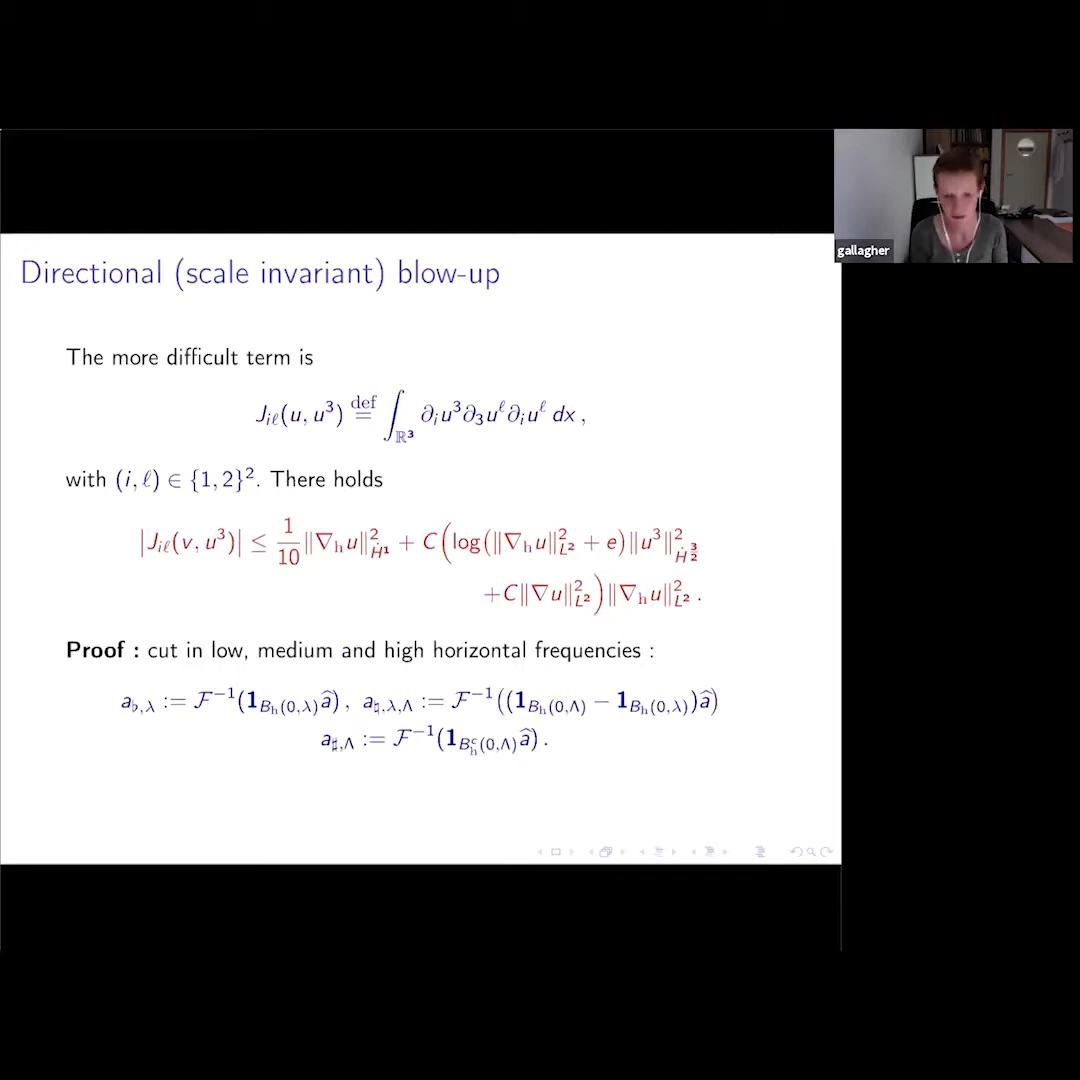 gallagher
Directional (scale invariant) blow-up
The more difficult term is
J_{iℓ}(u, u³) ≝ ∫_{ℝ³} ∂_i u³ ∂_3 u^ℓ ∂_i u^ℓ dx ,
with (i, ℓ) ∈ {1, 2}². There holds
|J_{iℓ}(v, u³)| ≤ 1/10 ‖∇_h u‖²_{Ḣ¹} + C(log(‖∇_h u‖²_{L²} + e)‖u³‖²_{Ḣ^{3/2}}
+C‖∇u‖²_{L²})‖∇_h u‖²_{L²} .
Proof : cut in low, medium and high horizontal frequencies :
a_{♭,λ} := ℱ⁻¹(1_{B_h(0,λ)} â) , a_{♮,λ,Λ} := ℱ⁻¹((1_{B_h(0,Λ)} − 1_{B_h(0,λ)})â)
a_{♯,Λ} := ℱ⁻¹(1_{B_h^c(0,Λ)} â) .